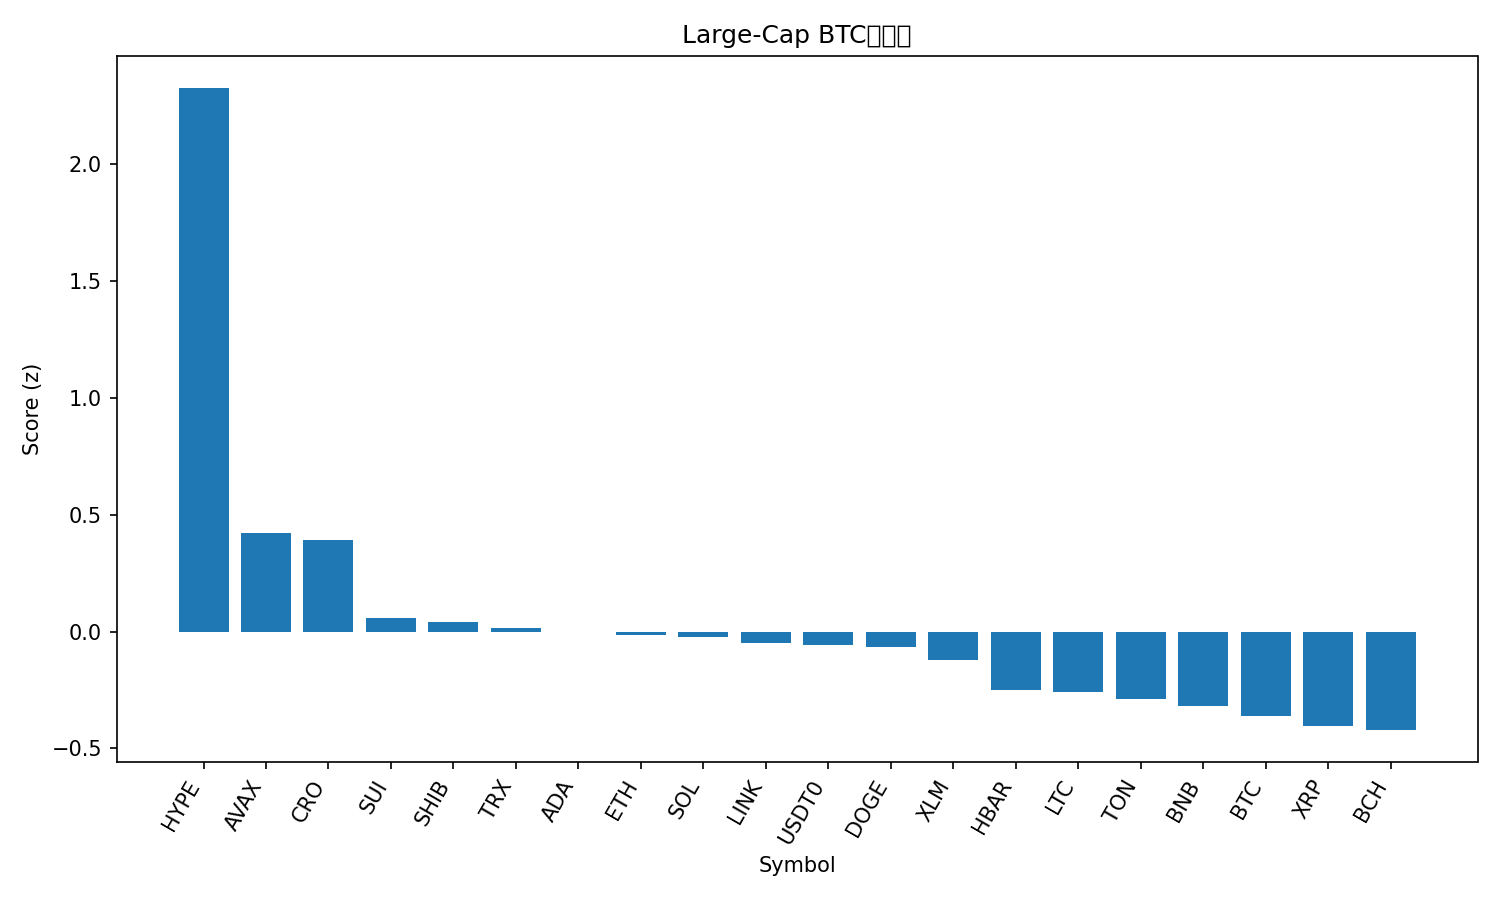 Large-Cap BTC
Score (z)
2.0
1.5
1.0
0.5
0.0
−0.5
HYPE
AVAX
CRO
SUI
SHIB
TRX
ADA
ETH
SOL
LINK
USDT0
DOGE
XLM
HBAR
LTC
TON
BNB
BTC
XRP
BCH
Symbol